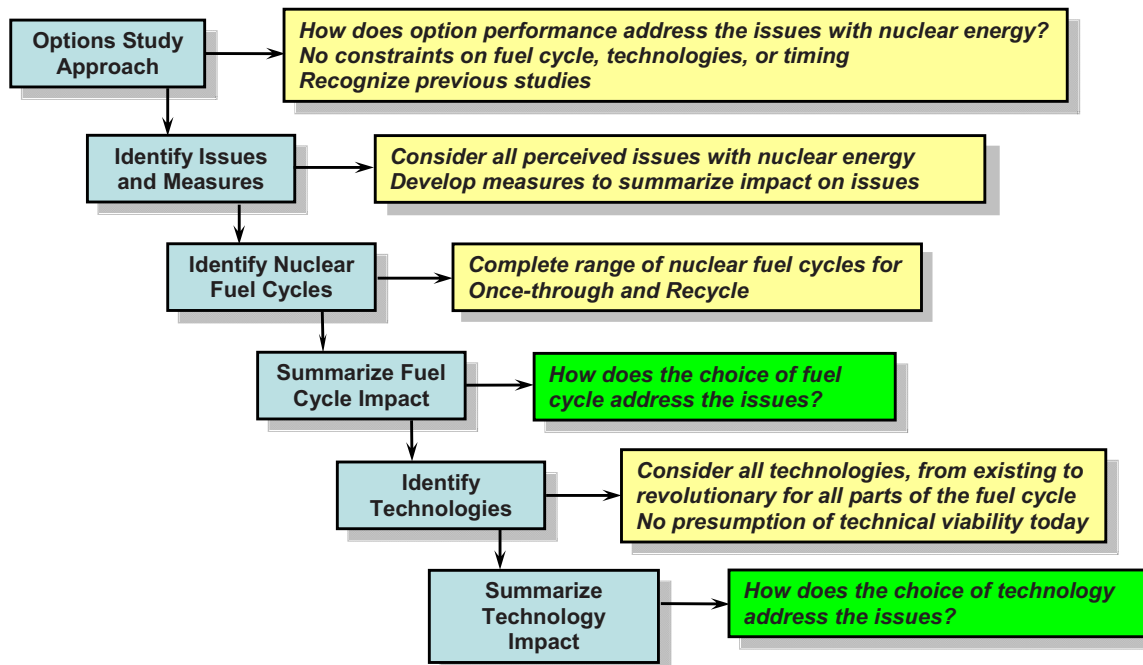 Options Study
Approach
How does option performance address the issues with nuclear energy?
No constraints on fuel cycle, technologies, or timing
Recognize previous studies
Identify Issues
and Measures
Consider all perceived issues with nuclear energy
Develop measures to summarize impact on issues
Identify Nuclear
Fuel Cycles
Complete range of nuclear fuel cycles for
Once-through and Recycle
Summarize Fuel
Cycle Impact
How does the choice of fuel
cycle address the issues?
Identify
Technologies
Consider all technologies, from existing to
revolutionary for all parts of the fuel cycle
No presumption of technical viability today
Summarize
Technology
Impact
How does the choice of technology
address the issues?